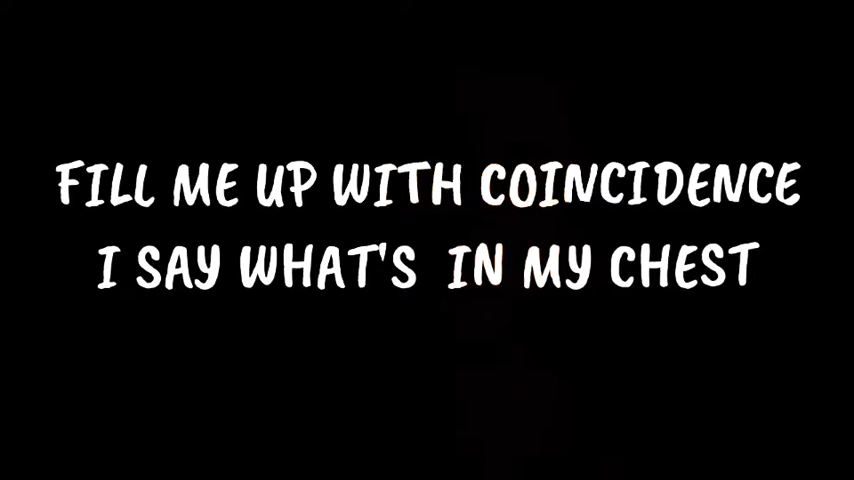 FILL ME UP WITH COINCIDENCE
I SAY WHAT'S IN MY CHEST